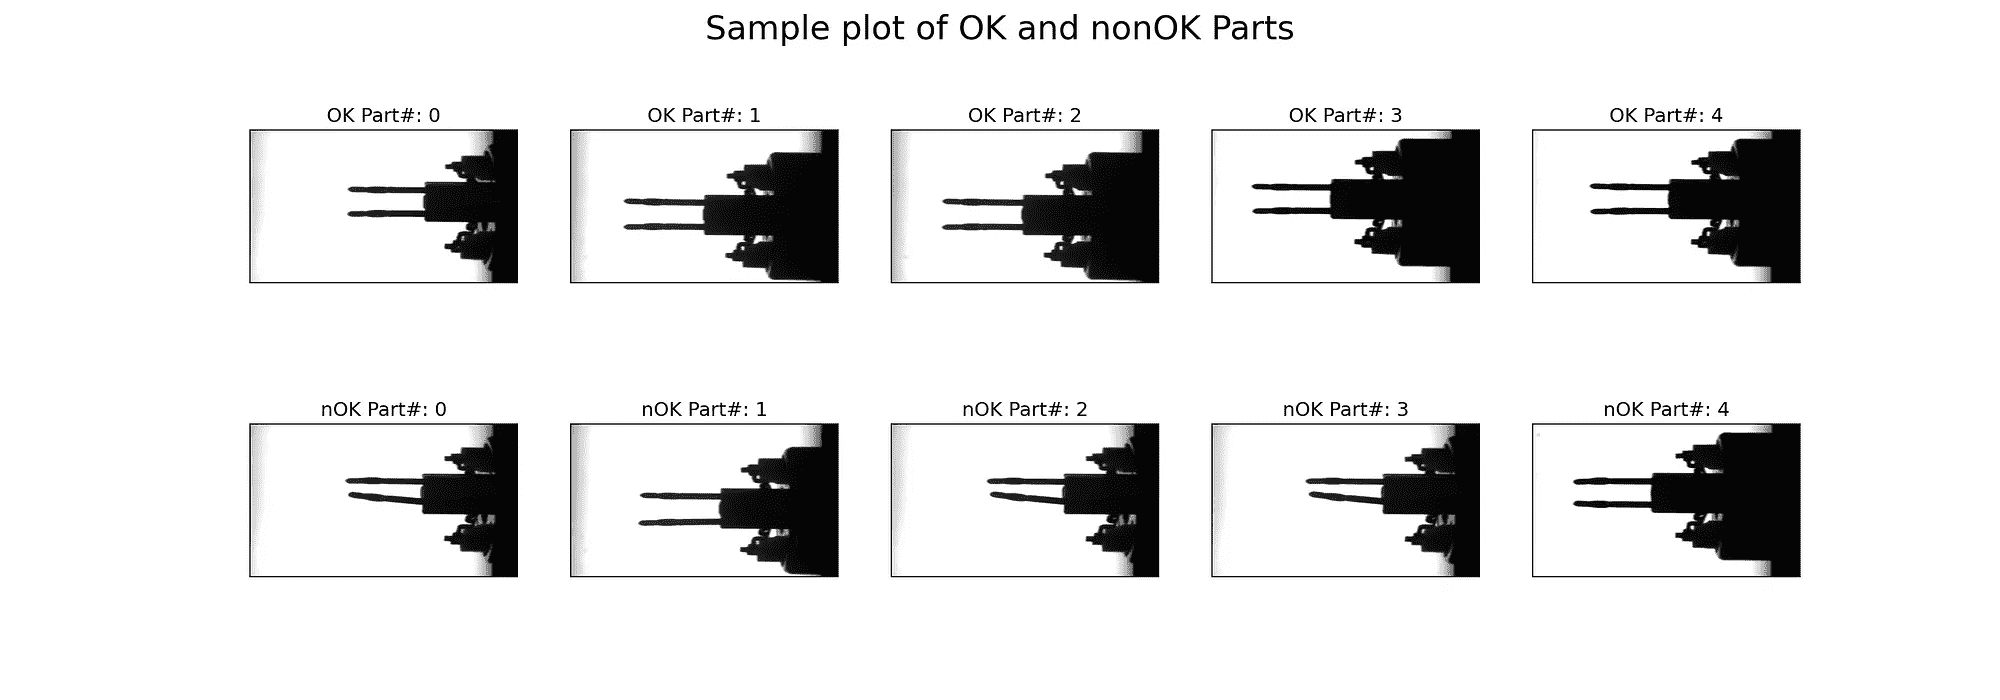 Sample plot of OK and nonOK Parts
OK Part#: 0
OK Part#: 1
OK Part#: 2
OK Part#: 3
OK Part#: 4
nOK Part#: 0
nOK Part#: 1
nOK Part#: 2
nOK Part#: 3
nOK Part#: 4